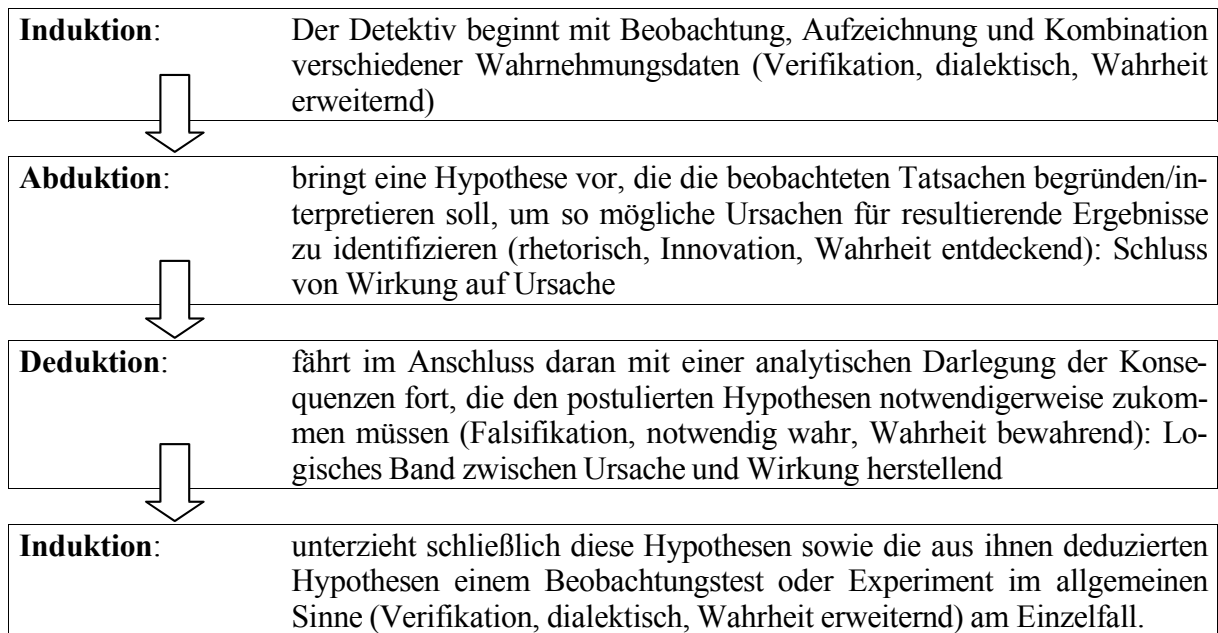 Induktion: Der Detektiv beginnt mit Beobachtung, Aufzeichnung und Kombination
verschiedener Wahrnehmungsdaten (Verifikation, dialektisch, Wahrheit
erweiternd)
Abduktion: bringt eine Hypothese vor, die die beobachteten Tatsachen begründen/in-
terpretieren soll, um so mögliche Ursachen für resultierende Ergebnisse
zu identifizieren (rhetorisch, Innovation, Wahrheit entdeckend): Schluss
von Wirkung auf Ursache
Deduktion: fährt im Anschluss daran mit einer analytischen Darlegung der Konse-
quenzen fort, die den postulierten Hypothesen notwendigerweise zukom-
men müssen (Falsifikation, notwendig wahr, Wahrheit bewahrend): Lo-
gisches Band zwischen Ursache und Wirkung herstellend
Induktion: unterzieht schließlich diese Hypothesen sowie die aus ihnen deduzierten
Hypothesen einem Beobachtungstest oder Experiment im allgemeinen
Sinne (Verifikation, dialektisch, Wahrheit erweiternd) am Einzelfall.